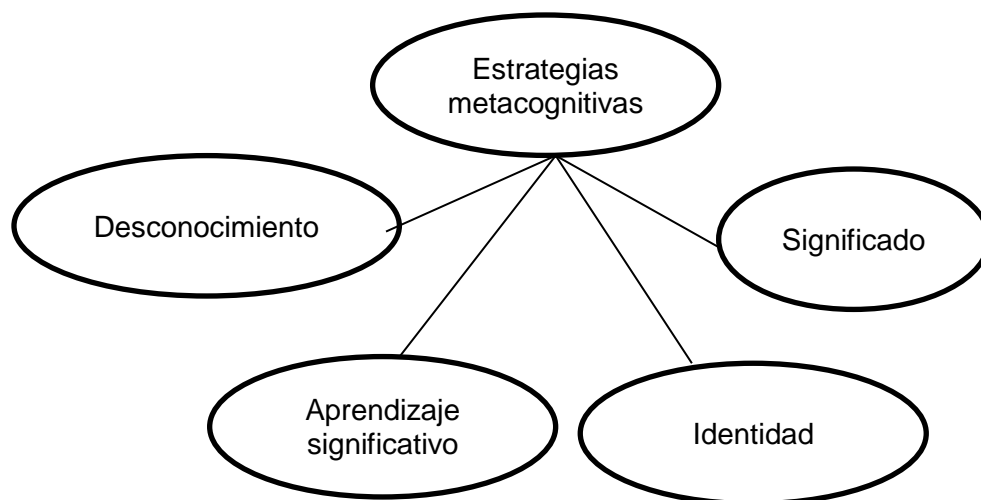 Estrategias
metacognitivas
Desconocimiento
Significado
Aprendizaje
significativo
Identidad